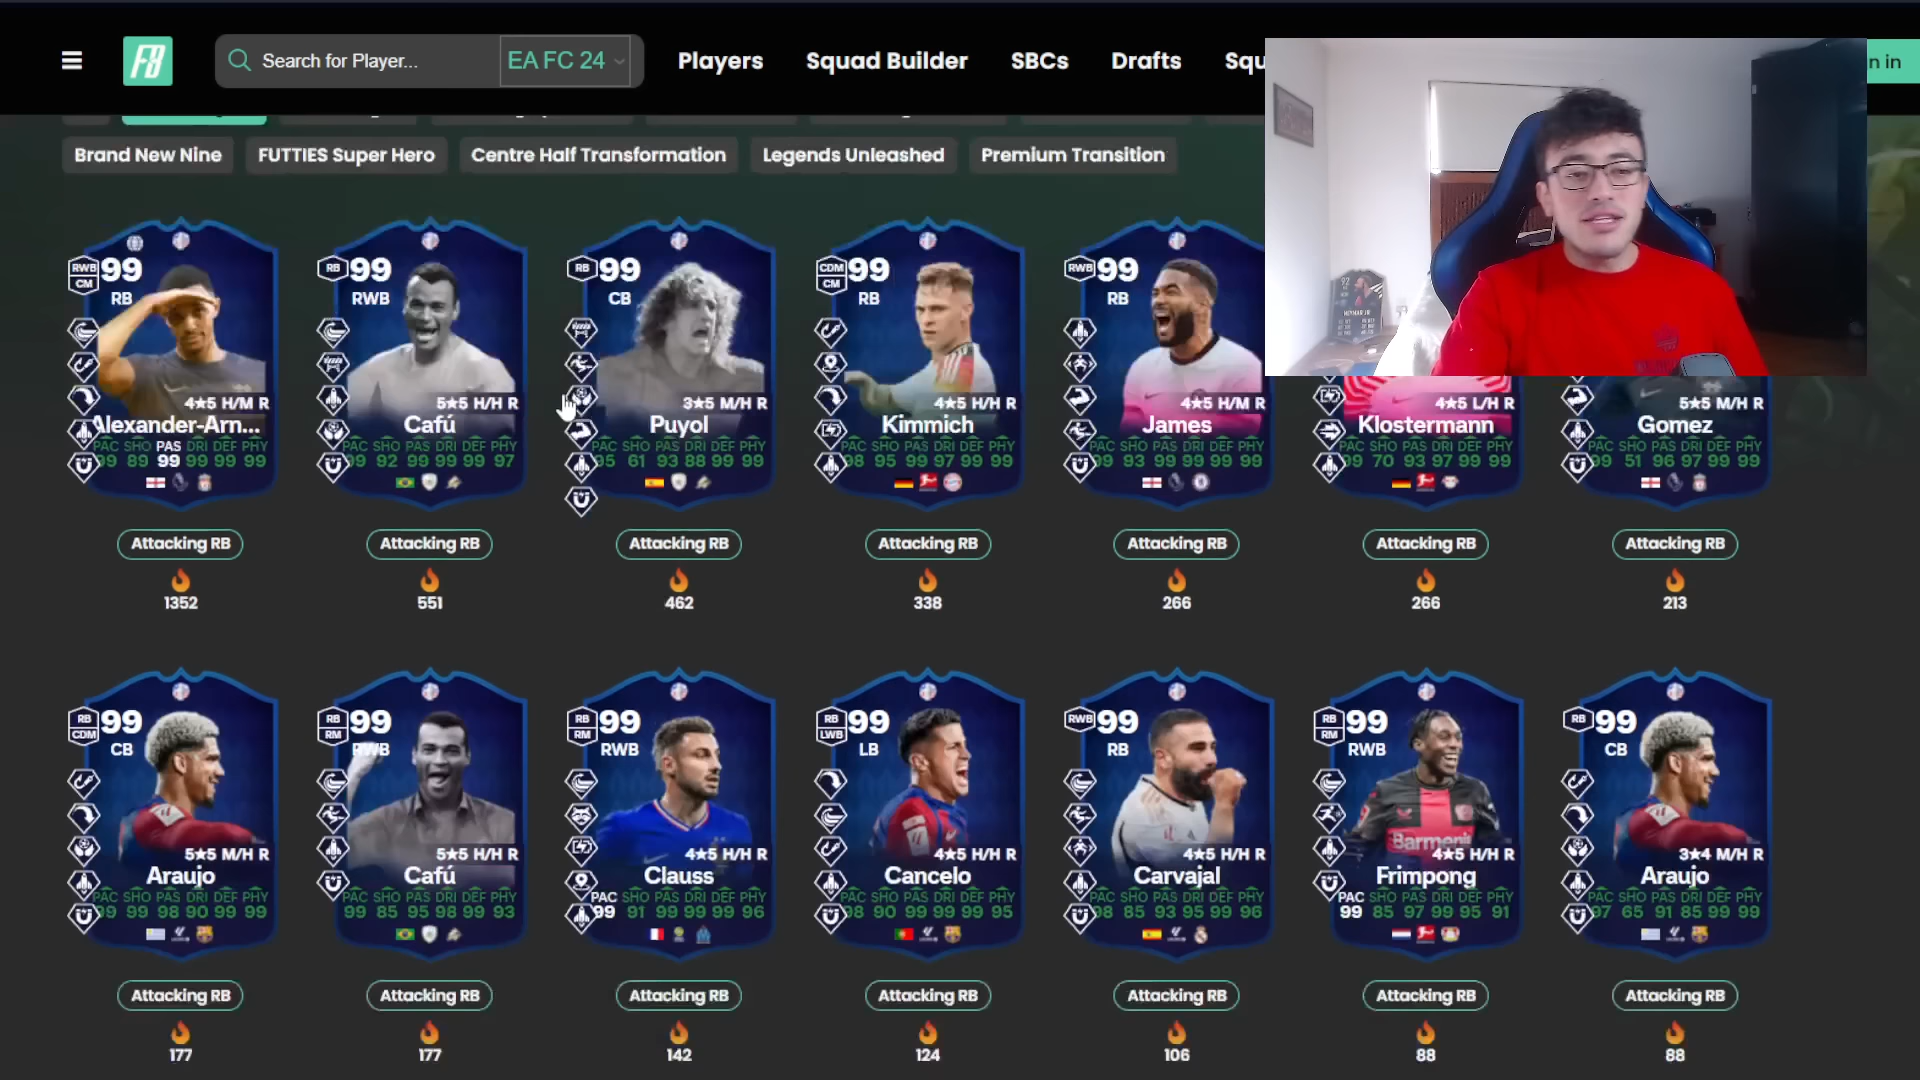 F8 Search for Player... EA FC 24 Players Squad Builder SBCs Drafts Squ n in
Brand New Nine FUTTIES Super Hero Centre Half Transformation Legends Unleashed Premium Transition
RWB CM 99 RB
RB 99 RWB
RB 99 CB
CDM CM 99 RB
RWB 99 RB
4★5 H/M R
5★5 H/H R
3★5 M/H R
4★5 H/H R
4★5 H/M R
4★5 L/H R
5★5 M/H R
Alexander-Arn... Cafú Puyol Kimmich James Klostermann Gomez
PAC SHO PAS DRI DEF PHY
99 89 99 99 99 99
PAC SHO PAS DRI DEF PHY
99 92 99 99 99 97
PAC SHO PAS DRI DEF PHY
95 61 93 88 99 99
PAC SHO PAS DRI DEF PHY
98 95 99 97 99 99
PAC SHO PAS DRI DEF PHY
99 93 99 99 99 99
PAC SHO PAS DRI DEF PHY
99 70 93 97 99 99
PAC SHO PAS DRI DEF PHY
99 51 96 97 99 99
Attacking RB Attacking RB Attacking RB Attacking RB Attacking RB Attacking RB Attacking RB
1352 551 462 338 266 266 213
RB CDM 99 CB
RB RM 99 RWB
RB RM 99 RWB
RB LWB 99 LB
RWB 99 RB
RB RM 99 RWB
RB 99 CB
Barmenia
5★5 M/H R
5★5 H/H R
4★5 H/H R
4★5 H/H R
4★5 H/H R
4★5 H/H R
3★4 M/H R
Araujo Cafú Clauss Cancelo Carvajal Frimpong Araujo
PAC SHO PAS DRI DEF PHY
99 99 98 90 99 99
PAC SHO PAS DRI DEF PHY
99 85 95 98 99 93
PAC SHO PAS DRI DEF PHY
99 91 99 99 99 96
PAC SHO PAS DRI DEF PHY
98 90 99 99 99 95
PAC SHO PAS DRI DEF PHY
98 85 93 95 99 96
PAC SHO PAS DRI DEF PHY
99 85 97 99 95 91
PAC SHO PAS DRI DEF PHY
97 65 91 85 99 99
Attacking RB Attacking RB Attacking RB Attacking RB Attacking RB Attacking RB Attacking RB
177 177 142 124 106 88 88